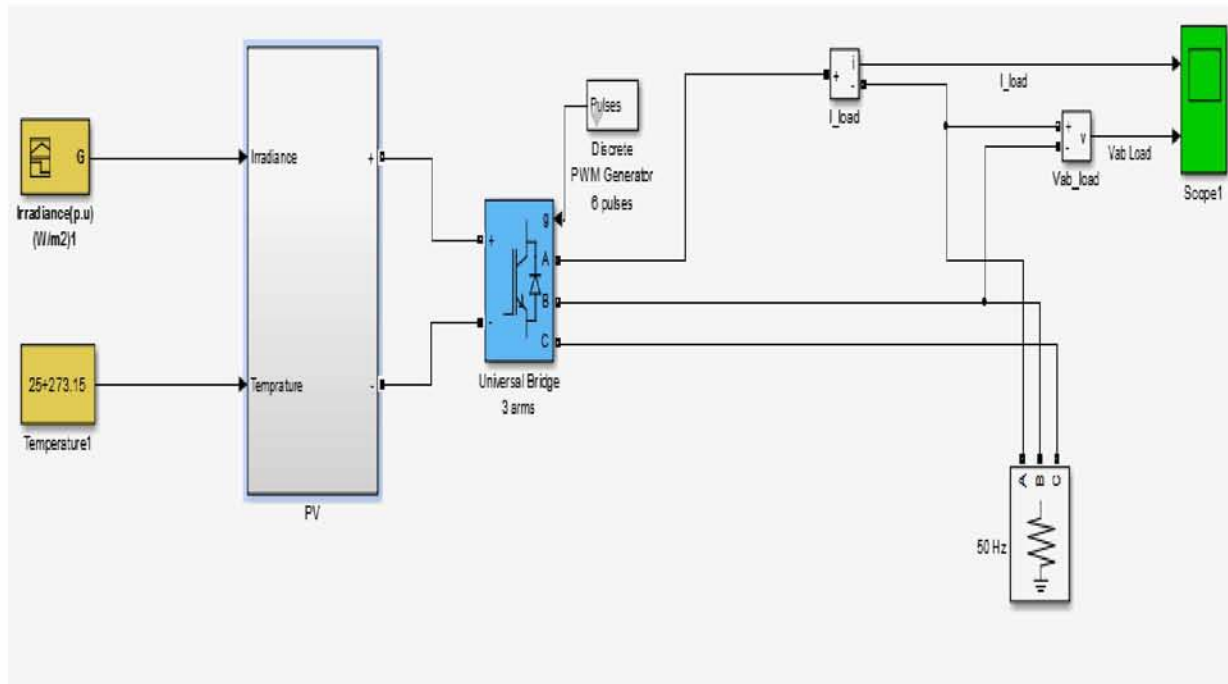 G
Irradiance(p.u)
(W/m2)1
25+273.15
Temperature1
Irradiance
+
Temprature
-
PV
Pulses
Discrete
PWM Generator
6 pulses
g
+
A
B
-
C
Universal Bridge
3 arms
i
+
-
I_load
I_load
+
-
v
Vab_load
Vab Load
Scope1
A
B
C
50 Hz